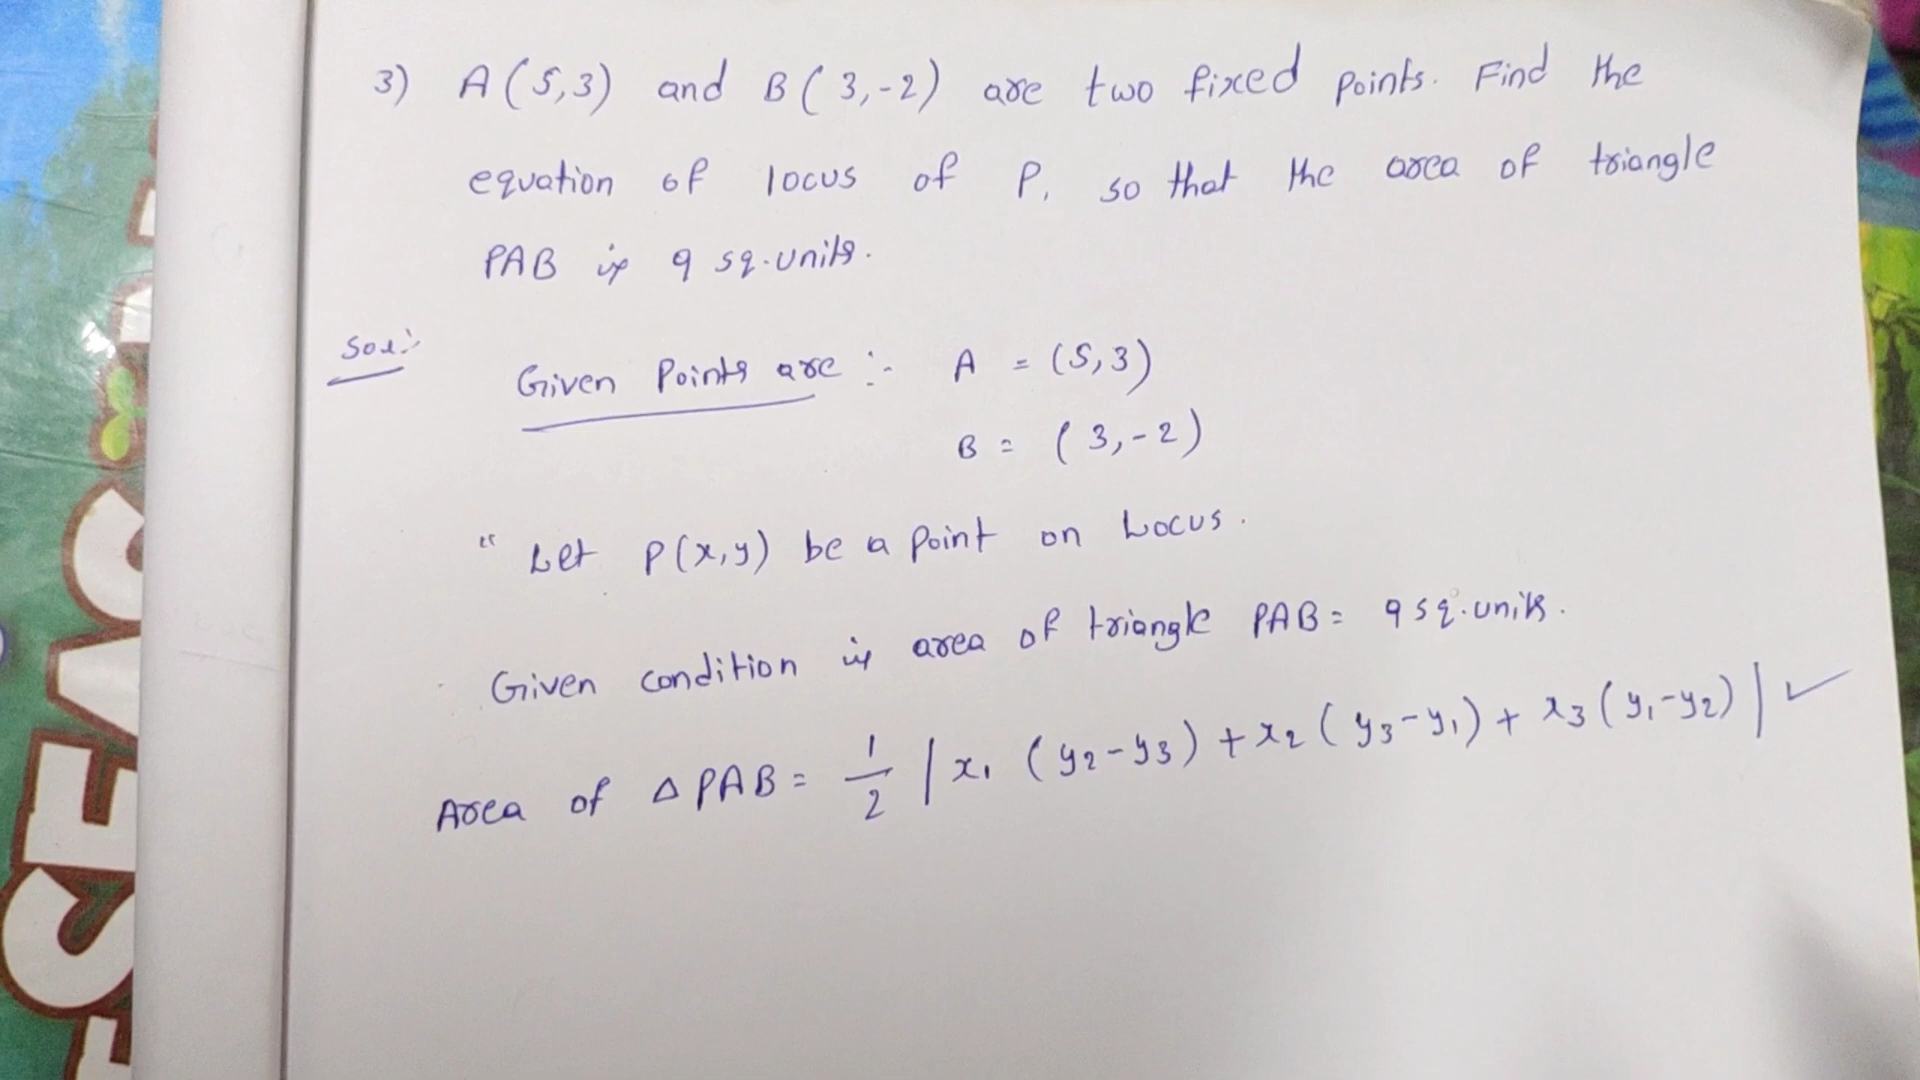 3) A(5,3) and B(3,-2) are two fixed points. Find the
equation of locus of P, so that the area of triangle
PAB is 9 sq.units.
Sol:-
Given Points are :- A = (5,3)
B = (3,-2)
" Let P(x,y) be a point on Locus.
Given condition is area of triangle PAB = 9 sq.units.
Area of △PAB = 1/2 |x₁(y₂-y₃)+x₂(y₃-y₁)+x₃(y₁-y₂)| ✓